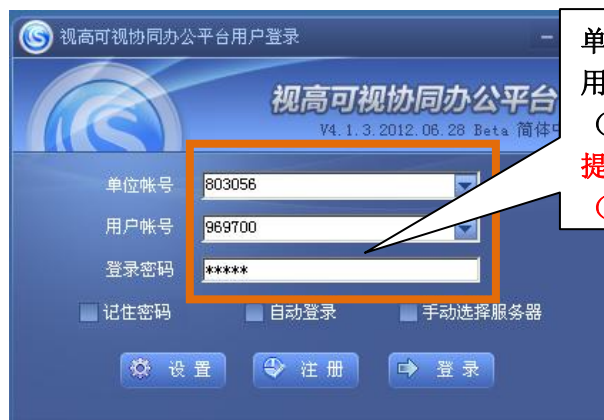 视高可视协同办公平台用户登录
视高可视协同办公平台
V4.1.3.2012.06.28 Beta 简体中
单
用
（
提
（
单位帐号 803056
用户帐号 969700
登录密码 *****
记住密码 自动登录 手动选择服务器
设置 注册 登录